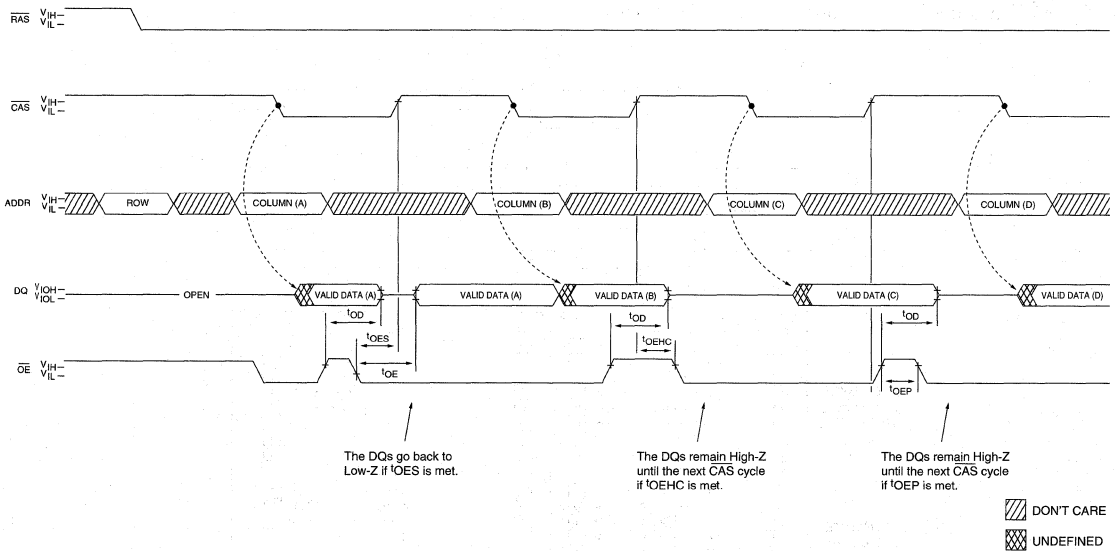 RAS VIH VIL
CAS VIH VIL
ADDR VIH VIL ROW COLUMN (A) COLUMN (B) COLUMN (C) COLUMN (D)
DQ VIOH VIOL OPEN VALID DATA (A) VALID DATA (A) VALID DATA (B) VALID DATA (C) VALID DATA (D)
tOD tOD tOD
tOES tOEHC
OE VIH VIL tOE tOEP
The DQs go back to
Low-Z if tOES is met.
The DQs remain High-Z
until the next CAS cycle
if tOEHC is met.
The DQs remain High-Z
until the next CAS cycle
if tOEP is met.
DON'T CARE
UNDEFINED